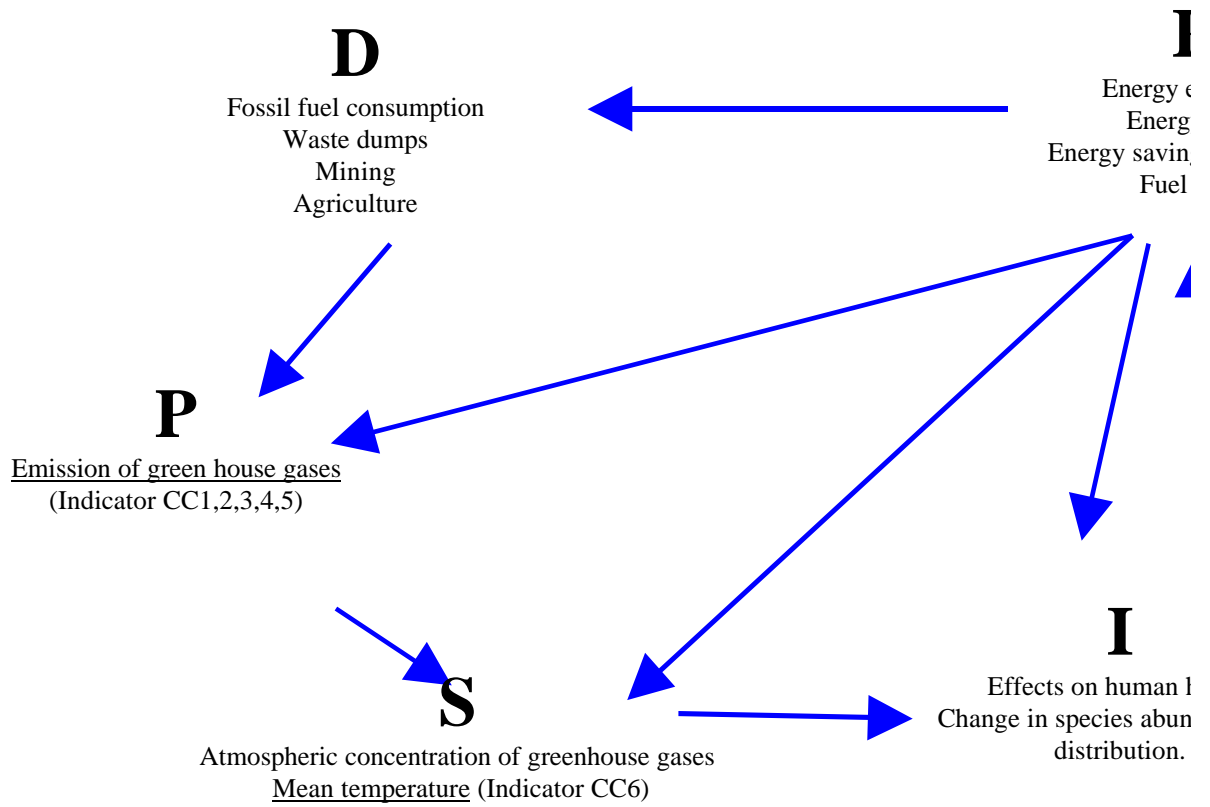 D
Fossil fuel consumption
Waste dumps
Mining
Agriculture
Energy
Energy
Fuel
P
Emission of green house gases
(Indicator CC1,2,3,4,5)
S
Atmospheric concentration of greenhouse gases
Mean temperature (Indicator CC6)
I
Effects on human
Change in species
distribution.